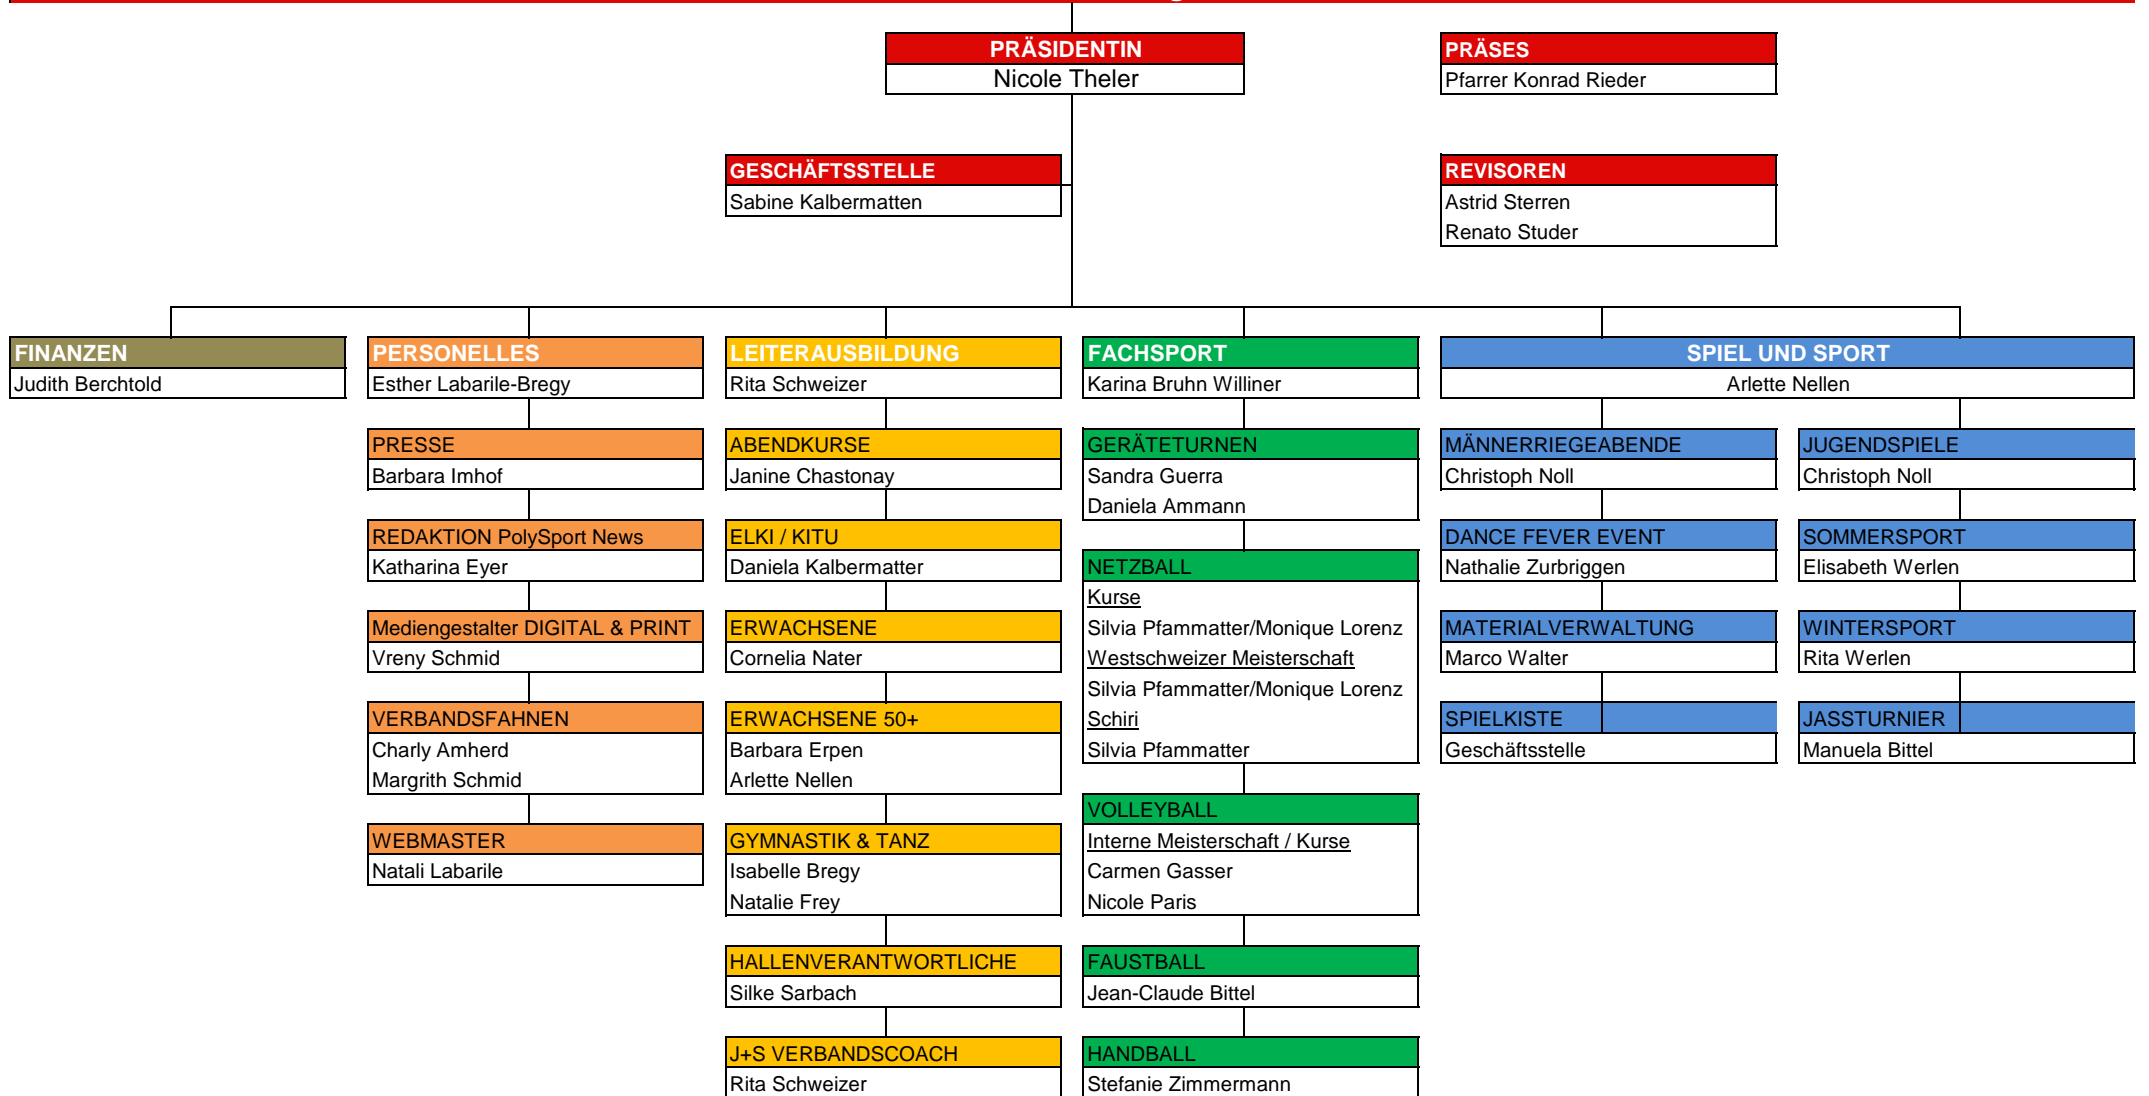 PRÄSIDENTIN
Nicole Theler
PRÄSES
Pfarrer Konrad Rieder
GESCHÄFTSSTELLE
Sabine Kalbermatten
REVISOREN
Astrid Sterren
Renato Studer
FINANZEN
Judith Berchtold
PERSONELLES
Esther Labarile-Bregy
PRESSE
Barbara Imhof
REDAKTION PolySport News
Katharina Eyer
Mediengestalter DIGITAL & PRINT
Vreny Schmid
VERBANDSFAHNEN
Charly Amherd
Margrith Schmid
WEBMASTER
Natali Labarile
LEITERAUSBILDUNG
Rita Schweizer
ABENDKURSE
Janine Chastonay
ELKI / KITU
Daniela Kalbermatter
ERWACHSENE
Cornelia Nater
ERWACHSENE 50+
Barbara Erpen
Arlette Nellen
GYMNASTIK & TANZ
Isabelle Bregy
Natalie Frey
HALLENVERANTWORTLICHE
Silke Sarbach
J+S VERBANDSCOACH
Rita Schweizer
FACHSPORT
Karina Bruhn Williner
GERÄTETURNEN
Sandra Guerra
Daniela Ammann
NETZBALL
Kurse
Silvia Pfammatter/Monique Lorenz
Westschweizer Meisterschaft
Silvia Pfammatter/Monique Lorenz
Schiri
Silvia Pfammatter
VOLLEYBALL
Interne Meisterschaft / Kurse
Carmen Gasser
Nicole Paris
FAUSTBALL
Jean-Claude Bittel
HANDBALL
Stefanie Zimmermann
SPIEL UND SPORT
Arlette Nellen
MÄNNERRIEGEABENDE
Christoph Noll
DANCE FEVER EVENT
Nathalie Zurbriggen
MATERIALVERWALTUNG
Marco Walter
SPIELKISTE
Geschäftsstelle
JUGENDSPIELE
Christoph Noll
SOMMERSPORT
Elisabeth Werlen
WINTERSPORT
Rita Werlen
JASSTURNIER
Manuela Bittel